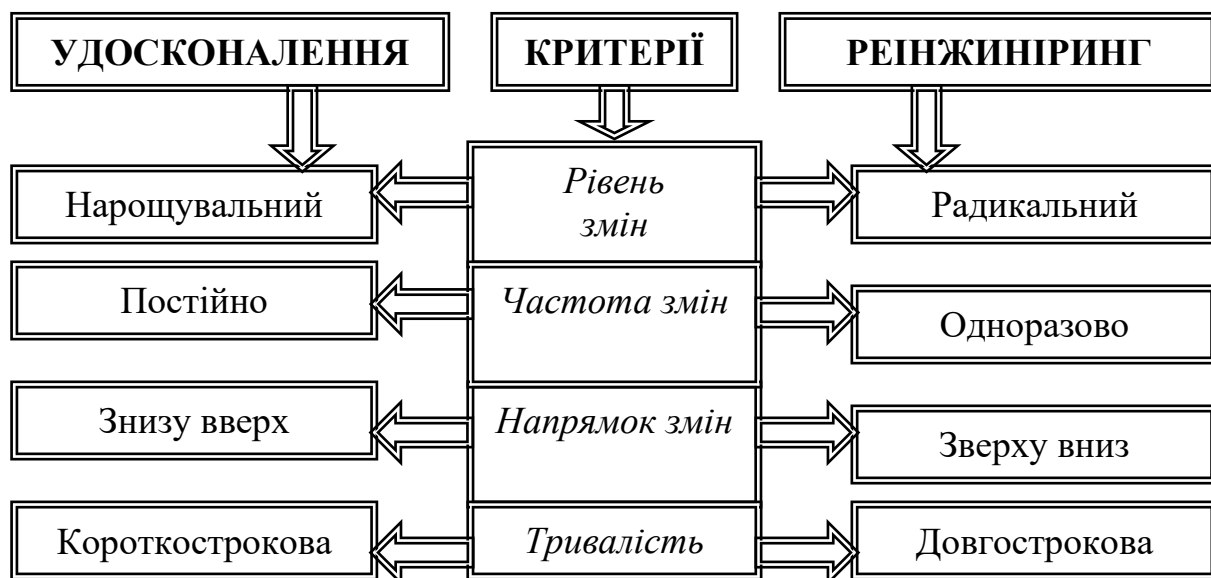 УДОСКОНАЛЕННЯ
КРИТЕРІЇ
РЕІНЖИНІРИНГ
Нарощувальний
Рівень
змін
Радикальний
Постійно
Частота змін
Одноразово
Знизу вверх
Напрямок змін
Зверху вниз
Короткострокова
Тривалість
Довгострокова